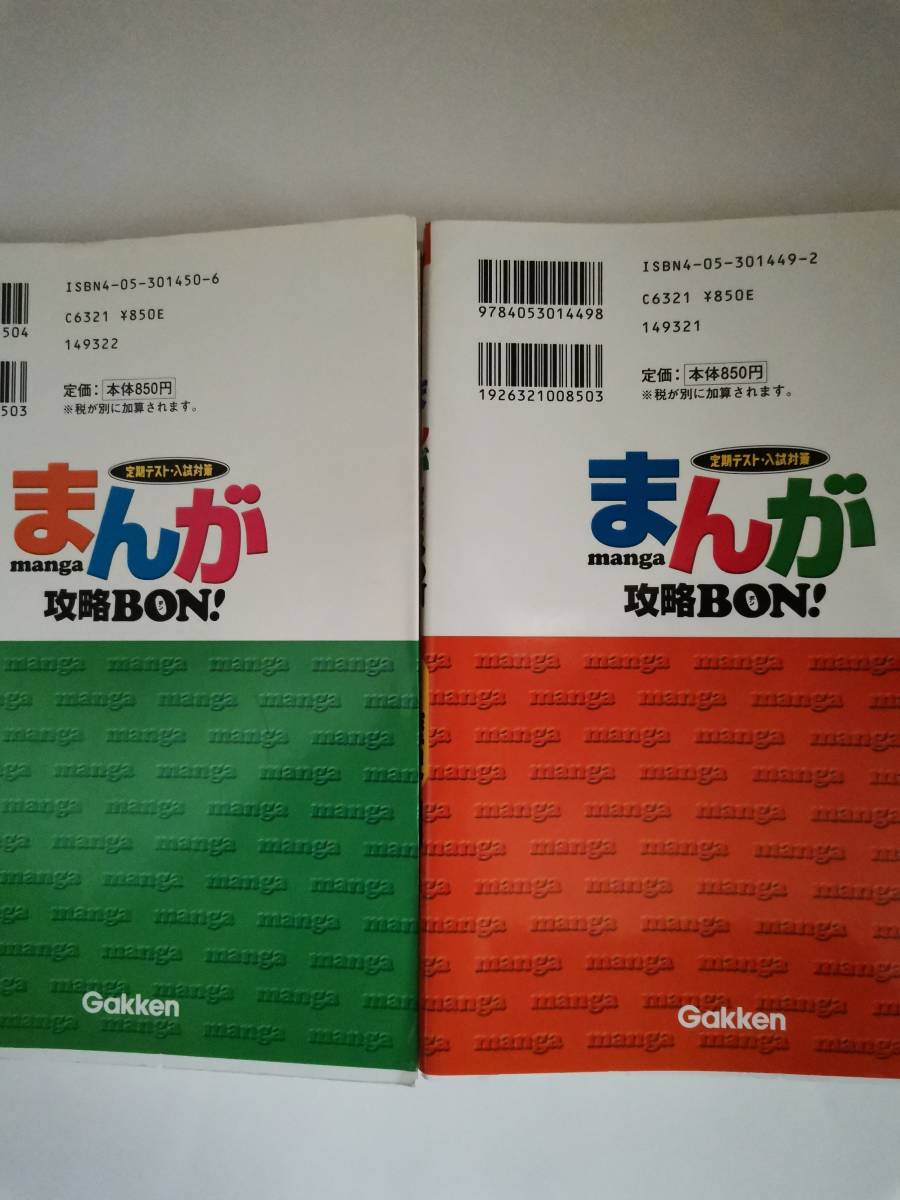 ISBN4-05-301450-6
C6321 ¥850E
149322
504
503
定価： 本体850円
※税が別に加算されます。
定期テスト・入試対策
まんが
manga
攻略BON!
ボン
Gakken
ISBN4-05-301449-2
9784053014498
C6321 ¥850E
149321
1926321008503
定価： 本体850円
※税が別に加算されます。
定期テスト・入試対策
まんが
manga
攻略BON!
ボン
manga manga manga manga
Gakken